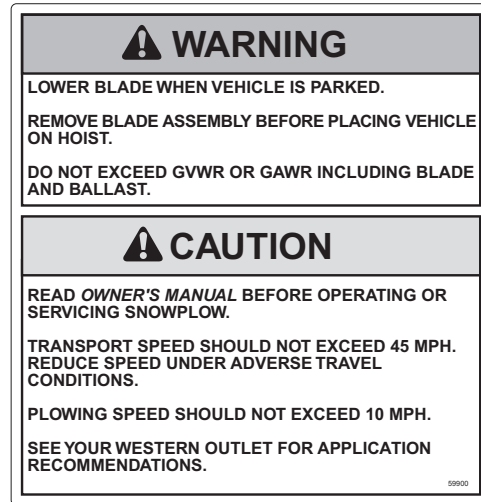 WARNING
LOWER BLADE WHEN VEHICLE IS PARKED.
REMOVE BLADE ASSEMBLY BEFORE PLACING VEHICLE
ON HOIST.
DO NOT EXCEED GVWR OR GAWR INCLUDING BLADE
AND BALLAST.
CAUTION
READ OWNER'S MANUAL BEFORE OPERATING OR
SERVICING SNOWPLOW.
TRANSPORT SPEED SHOULD NOT EXCEED 45 MPH.
REDUCE SPEED UNDER ADVERSE TRAVEL
CONDITIONS.
PLOWING SPEED SHOULD NOT EXCEED 10 MPH.
SEE YOUR WESTERN OUTLET FOR APPLICATION
RECOMMENDATIONS.
59900